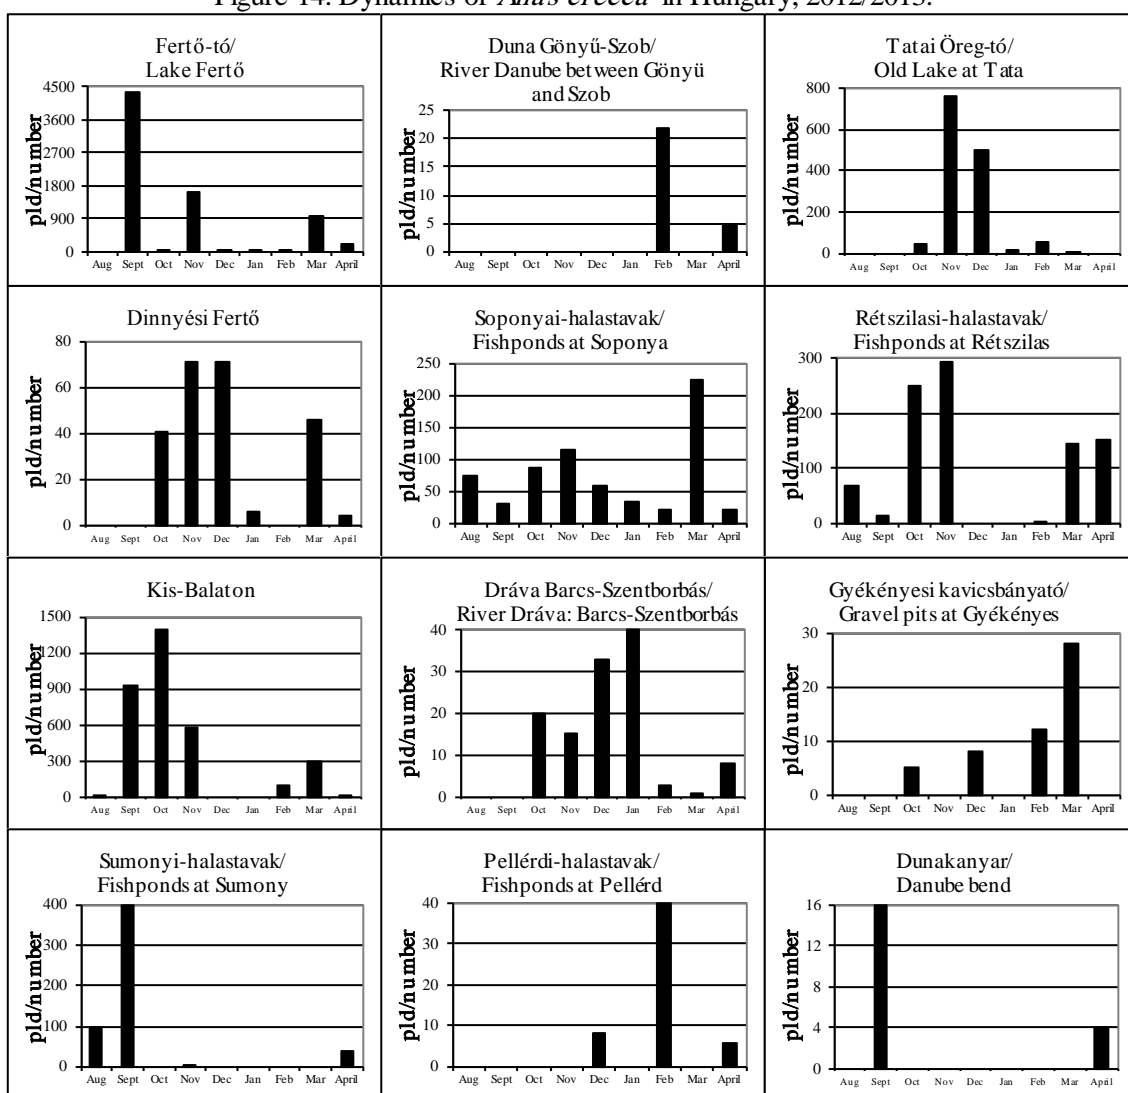 Figure 14. Dynamics of Anas crecca in Hungary, 2012/2013.
Fertő-tó/
Lake Fertő
pld/number
4500
3600
2700
1800
900
0
Aug Sept Oct Nov Dec Jan Feb Mar April
Duna Gönyű-Szob/
River Danube between Gönyü
and Szob
pld/number
25
20
15
10
5
0
Aug Sept Oct Nov Dec Jan Feb Mar April
Tatai Öreg-tó/
Old Lake at Tata
pld/number
800
600
400
200
0
Aug Sept Oct Nov Dec Jan Feb Mar April
Dinnyési Fertő
pld/number
80
60
40
20
0
Aug Sept Oct Nov Dec Jan Feb Mar April
Soponyai-halastavak/
Fishponds at Soponya
pld/number
250
200
150
100
50
0
Aug Sept Oct Nov Dec Jan Feb Mar April
Rétszilasi-halastavak/
Fishponds at Rétszilas
pld/number
300
200
100
0
Aug Sept Oct Nov Dec Jan Feb Mar April
Kis-Balaton
pld/number
1500
1200
900
600
300
0
Aug Sept Oct Nov Dec Jan Feb Mar April
Dráva Barcs-Szentborbás/
River Dráva: Barcs-Szentborbás
pld/number
40
30
20
10
0
Aug Sept Oct Nov Dec Jan Feb Mar April
Gyékényesi kavicsbányató/
Gravel pits at Gyékényes
pld/number
30
20
10
0
Aug Sept Oct Nov Dec Jan Feb Mar April
Sumonyi-halastavak/
Fishponds at Sumony
pld/number
400
300
200
100
0
Aug Sept Oct Nov Dec Jan Feb Mar April
Pellérdi-halastavak/
Fishponds at Pellérd
pld/number
40
30
20
10
0
Aug Sept Oct Nov Dec Jan Feb Mar April
Dunakanyar/
Danube bend
pld/number
16
12
8
4
0
Aug Sept Oct Nov Dec Jan Feb Mar April